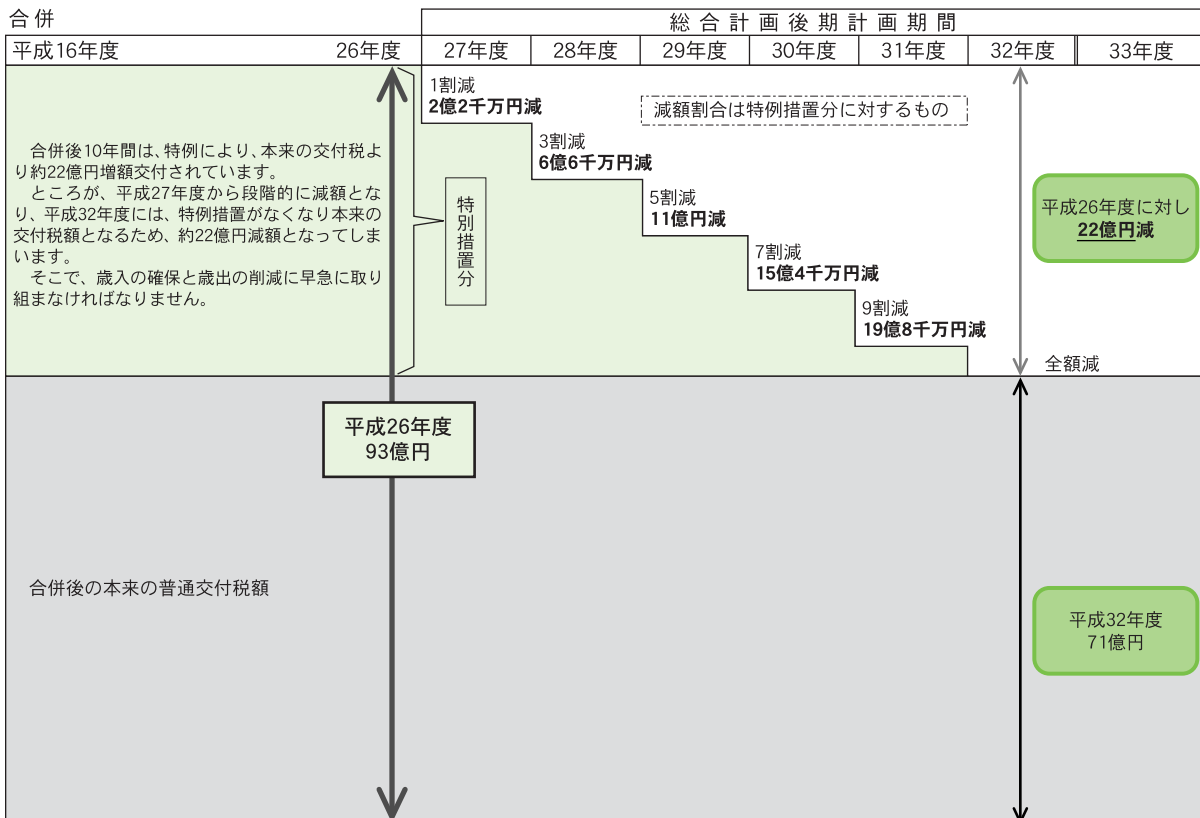 合併
総合計画後期計画期間
平成16年度
26年度
27年度
28年度
29年度
30年度
31年度
32年度
33年度
1割減
2億2千万円減
減額割合は特例措置分に対するもの
3割減
6億6千万円減
合併後10年間は、特例により、本来の交付税よ
り約22億円増額交付されています。
ところが、平成27年度から段階的に減額とな
り、平成32年度には、特例措置がなくなり本来の
交付税額となるため、約22億円減額となってしま
います。
そこで、歳入の確保と歳出の削減に早急に取り
組まなければなりません。
特別措置分
5割減
11億円減
平成26年度に対し
22億円減
7割減
15億4千万円減
9割減
19億8千万円減
全額減
平成26年度
93億円
合併後の本来の普通交付税額
平成32年度
71億円